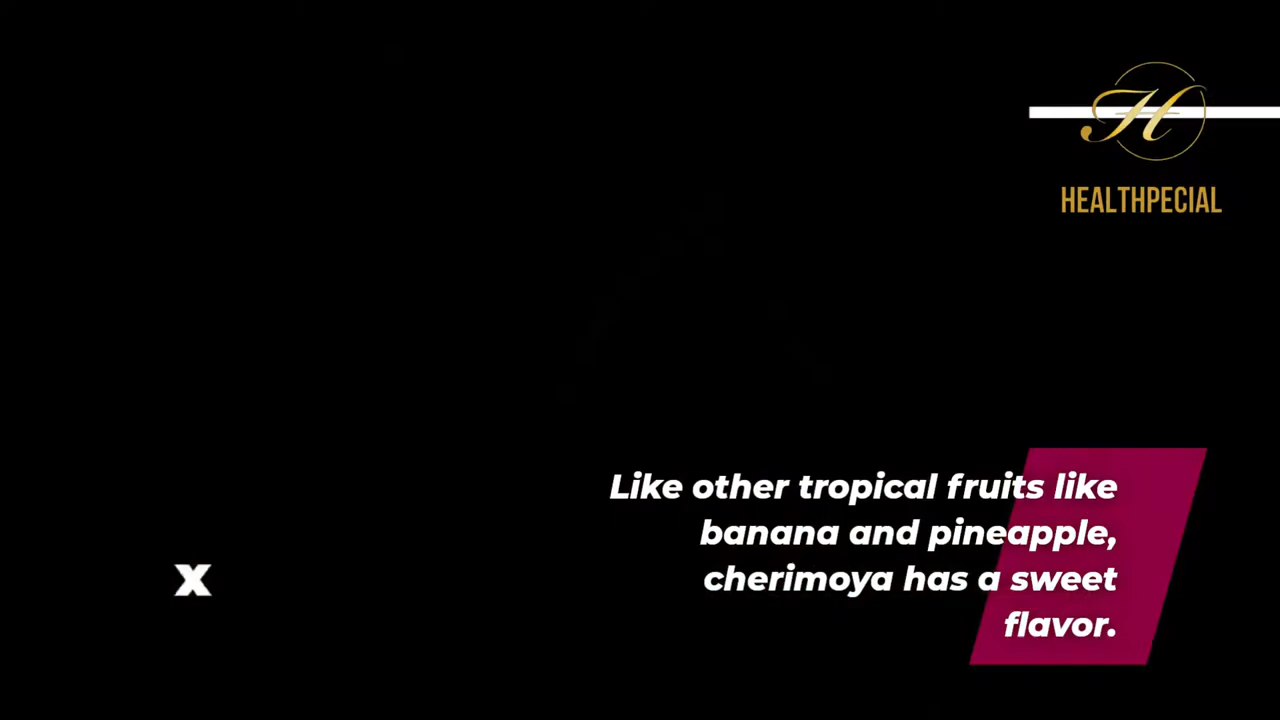 H
HEALTHPECIAL
Like other tropical fruits like
banana and pineapple,
cherimoya has a sweet
flavor.
X